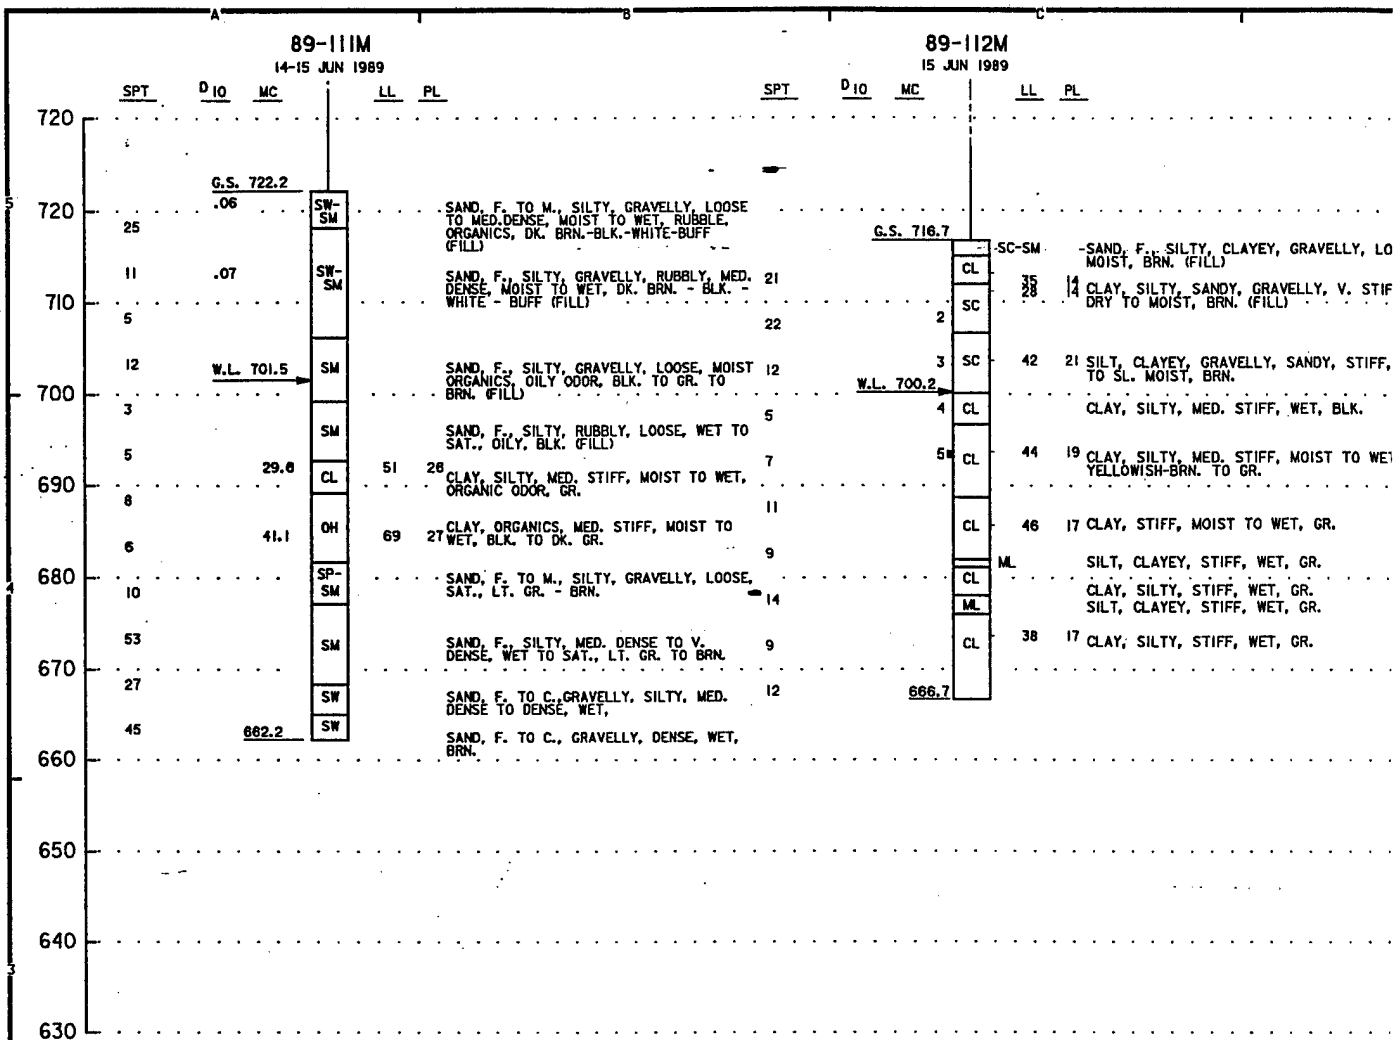 A B C
89-111M
14-15 JUN 1989
SPT D10 MC LL PL
89-112M
15 JUN 1989
SPT D10 MC LL PL
720
5
720
710
700
690
4
680
670
660
650
640
3
630
G.S. 722.2
.06
SW-SM
SAND, F. TO M., SILTY, GRAVELLY, LOOSE
TO MED.DENSE, MOIST TO WET, RUBBLE,
ORGANICS, DK. BRN.-BLK.-WHITE-BUFF
(FILL)
25
11 .07
SW-SM
SAND, F., SILTY, GRAVELLY, RUBBLY, MED.
DENSE, MOIST TO WET, DK. BRN. - BLK. -
WHITE - BUFF (FILL)
5
12
W.L. 701.5
SM
SAND, F., SILTY, GRAVELLY, LOOSE, MOIST
ORGANICS, OILY ODOR, BLK. TO GR. TO
BRN. (FILL)
3
SM
SAND, F., SILTY, RUBBLY, LOOSE, WET TO
SAT., OILY, BLK. (FILL)
5
29.6 CL 51 26
CLAY, SILTY, MED. STIFF, MOIST TO WET,
ORGANIC ODOR, GR.
8
41.1 OH 69 27
CLAY, ORGANICS, MED. STIFF, MOIST TO
WET, BLK. TO DK. GR.
6
SP-SM
SAND, F. TO M., SILTY, GRAVELLY, LOOSE,
SAT., LT. GR. - BRN.
10
53
SM
SAND, F., SILTY, MED. DENSE TO V.
DENSE, WET TO SAT., LT. GR. TO BRN.
27
SW
SAND, F. TO C., GRAVELLY, SILTY, MED.
DENSE TO DENSE, WET,
45
662.2
SW
SAND, F. TO C., GRAVELLY, DENSE, WET,
BRN.
G.S. 716.7
SC-SM
SAND, F., SILTY, CLAYEY, GRAVELLY, LO
MOIST, BRN. (FILL)
21
CL 35 14
28 14
CLAY, SILTY, SANDY, GRAVELLY, V. STIF
DRY TO MOIST, BRN. (FILL)
SC
22 2
12 3 SC 42 21
SILT, CLAYEY, GRAVELLY, SANDY, STIFF,
TO SL. MOIST, BRN.
W.L. 700.2
5 4 CL
CLAY, SILTY, MED. STIFF, WET, BLK.
7 5 CL 44 19
CLAY, SILTY, MED. STIFF, MOIST TO WET
YELLOWISH-BRN. TO GR.
11
CL 46 17
CLAY, STIFF, MOIST TO WET, GR.
9
ML
SILT, CLAYEY, STIFF, WET, GR.
CL
CLAY, SILTY, STIFF, WET, GR.
14
ML
SILT, CLAYEY, STIFF, WET, GR.
9
CL 38 17
CLAY, SILTY, STIFF, WET, GR.
12
666.7